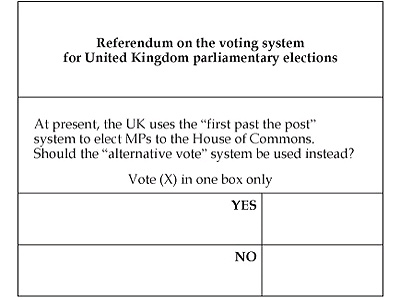 Referendum on the voting system
for United Kingdom parliamentary elections
At present, the UK uses the “first past the post”
system to elect MPs to the House of Commons.
Should the “alternative vote” system be used instead?
Vote (X) in one box only
YES
NO